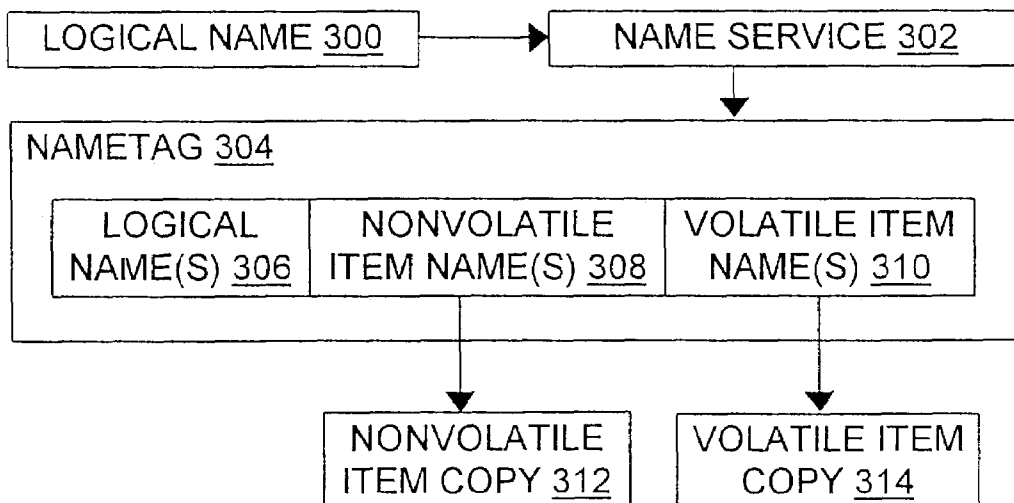 LOGICAL NAME 300
NAME SERVICE 302
NAMETAG 304
LOGICAL
NAME(S) 306
NONVOLATILE
ITEM NAME(S) 308
VOLATILE ITEM
NAME(S) 310
NONVOLATILE
ITEM COPY 312
VOLATILE ITEM
COPY 314